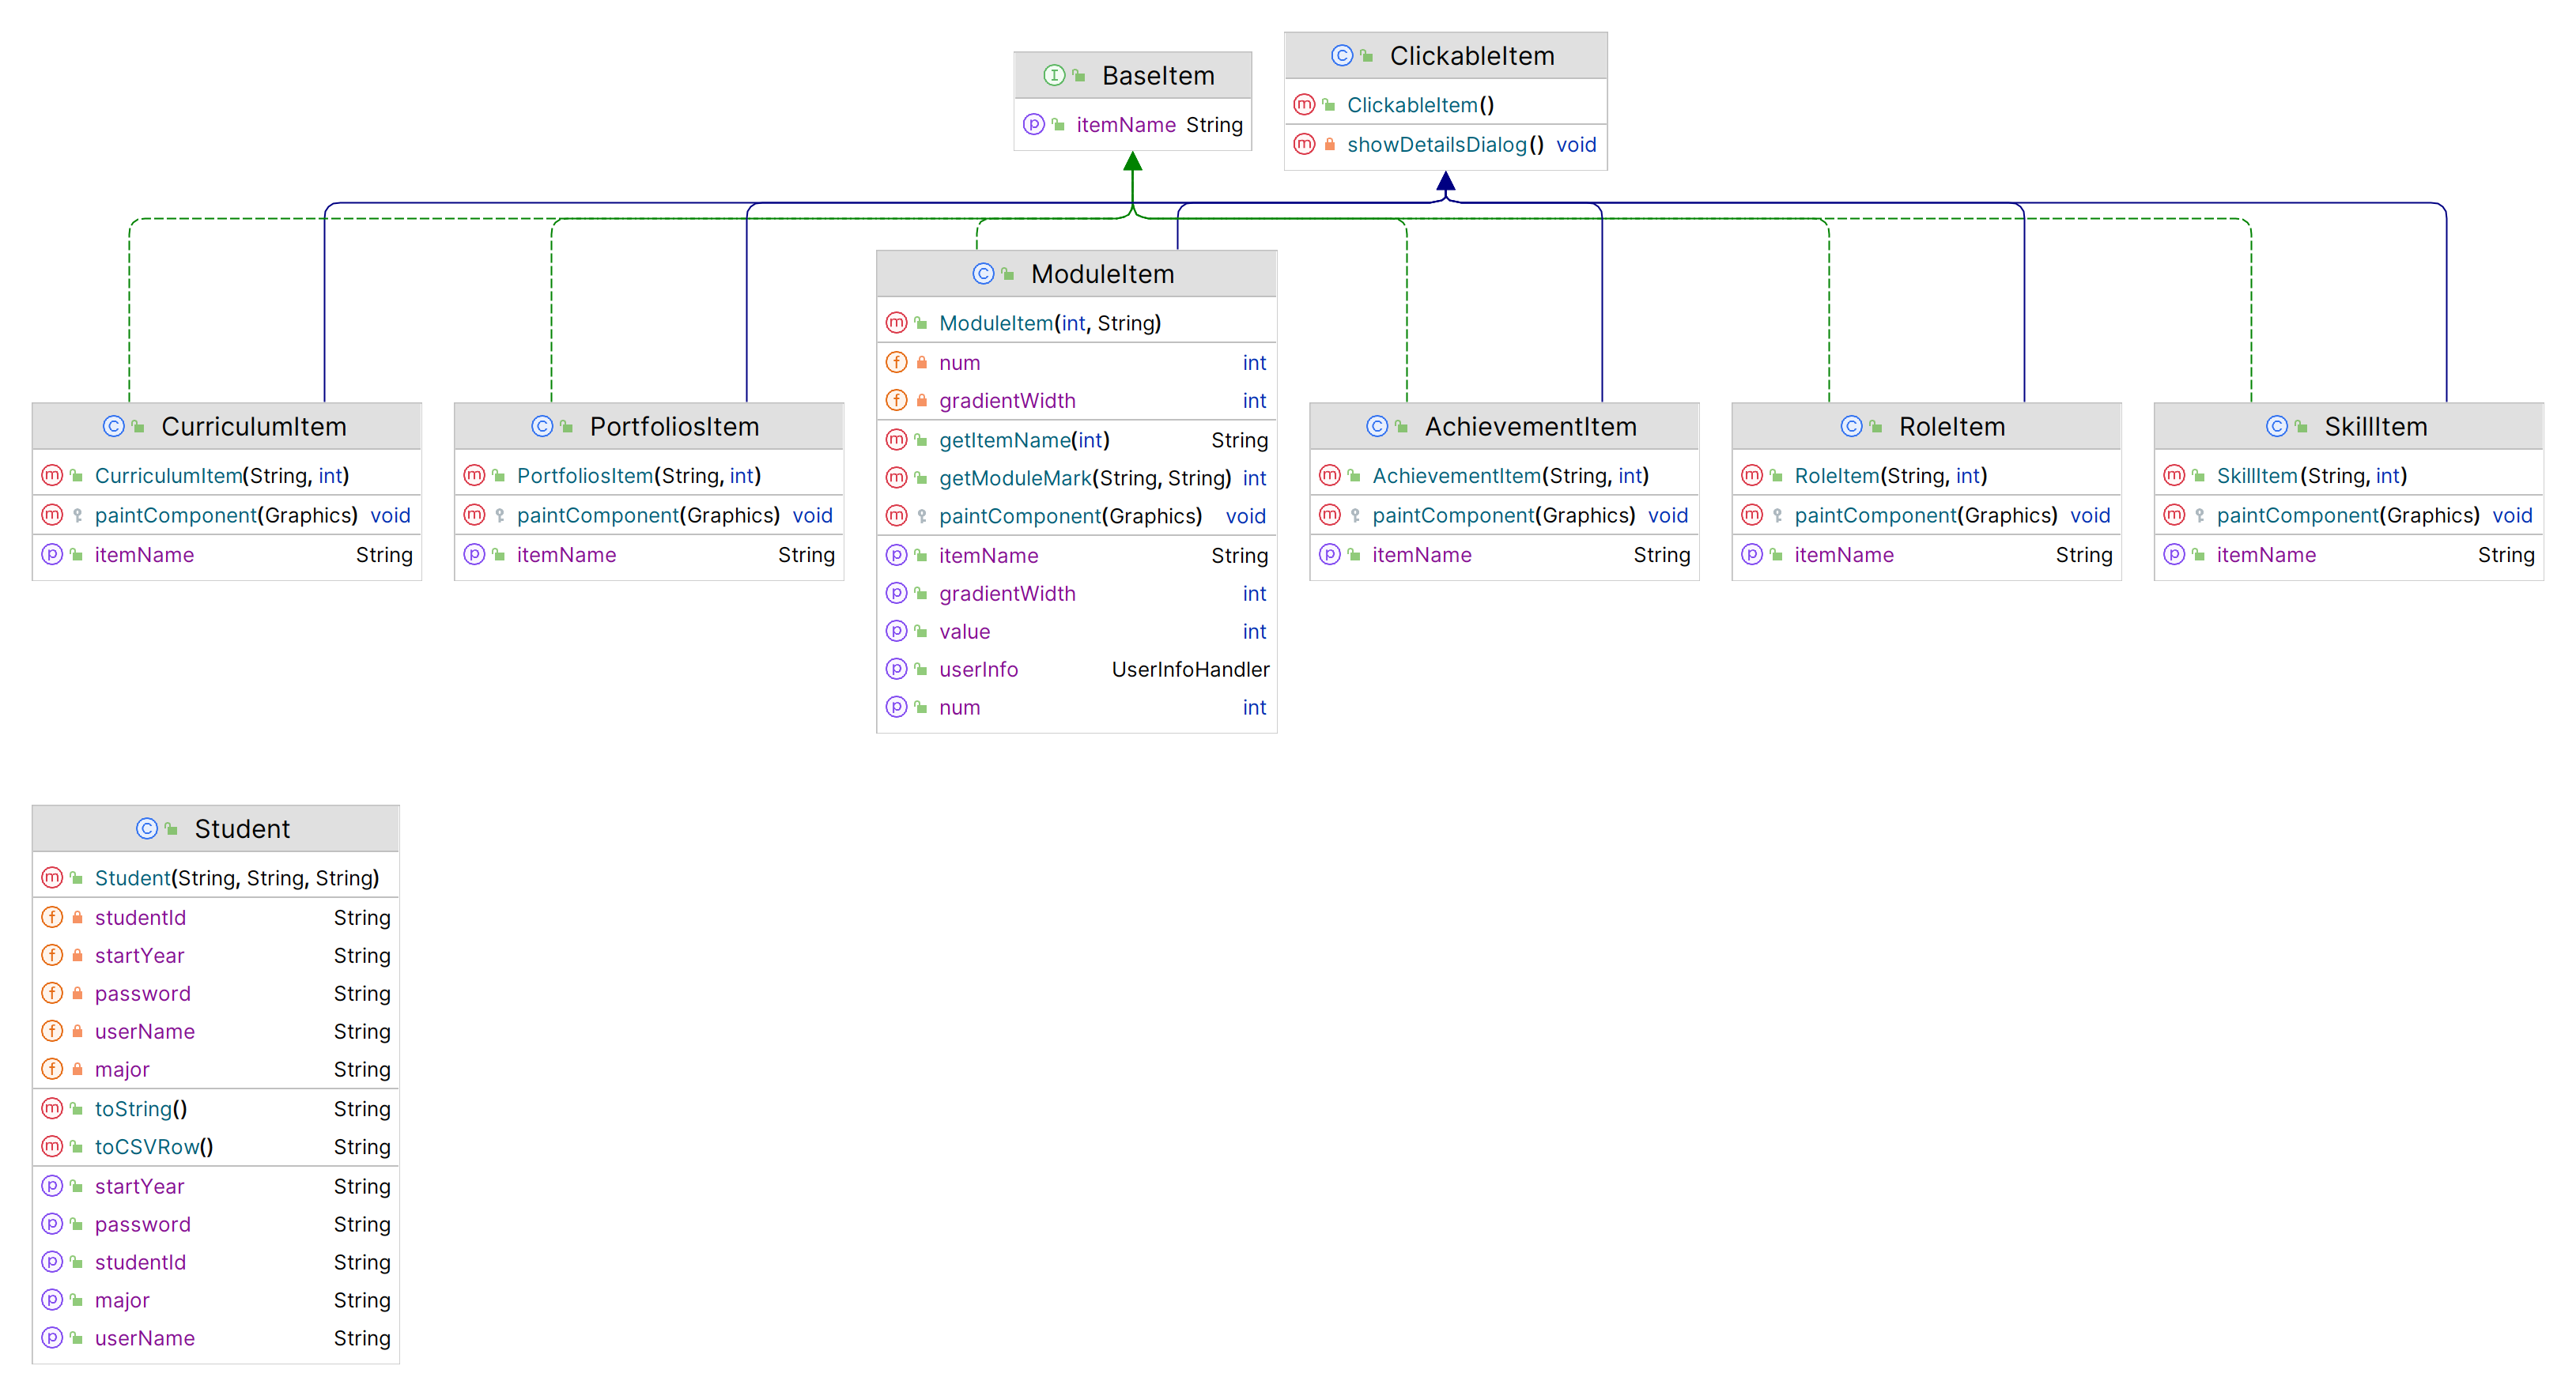 BaseItem
itemName String
ClickableItem
ClickableItem()
showDetailsDialog() void
CurriculumItem
CurriculumItem(String, int)
paintComponent(Graphics) void
itemName String
PortfoliosItem
PortfoliosItem(String, int)
paintComponent(Graphics) void
itemName String
ModuleItem
ModuleItem(int, String)
num int
gradientWidth int
getItemName(int) String
getModuleMark(String, String) int
paintComponent(Graphics) void
itemName String
gradientWidth int
value int
userInfo UserInfoHandler
num int
AchievementItem
AchievementItem(String, int)
paintComponent(Graphics) void
itemName String
RoleItem
RoleItem(String, int)
paintComponent(Graphics) void
itemName String
SkillItem
SkillItem(String, int)
paintComponent(Graphics) void
itemName String
Student
Student(String, String, String)
studentId String
startYear String
password String
userName String
major String
toString() String
toCSVRow() String
startYear String
password String
studentId String
major String
userName String